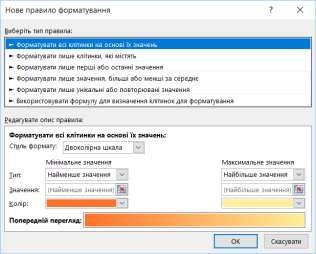 Нове правило форматування
Виберіть тип правила:
► Форматувати всі клітинки на основі їх значень
► Форматувати лише клітинки, які містять
► Форматувати лише перші або останні значення
► Форматувати лише значення, більші або менші за середнє
► Форматувати лише унікальні або повторювані значення
► Використовувати формулу для визначення клітинок для форматування
Редагувати опис правила:
Форматувати всі клітинки на основі їх значень:
Стиль формату: Двоколірна шкала
Мінімальне значення Максимальне значення
Тип: Найменше значення Найбільше значення
Значення: (Найменше значення) (Найбільше значення)
Колір:
Попередній перегляд:
OK Скасувати